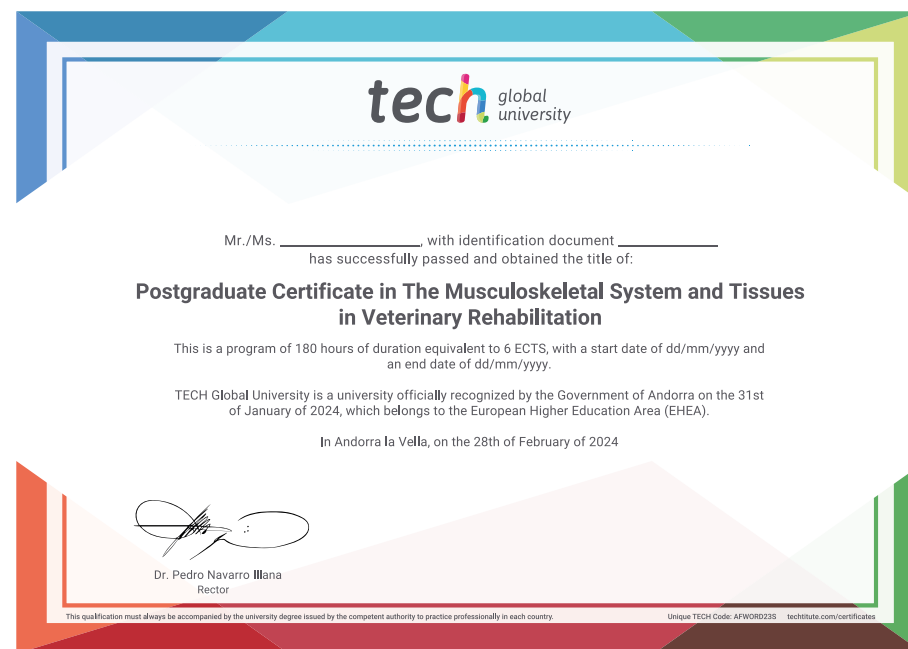 tech global university
Mr./Ms. ____________________, with identification document ______________
has successfully passed and obtained the title of:
Postgraduate Certificate in The Musculoskeletal System and Tissues
in Veterinary Rehabilitation
This is a program of 180 hours of duration equivalent to 6 ECTS, with a start date of dd/mm/yyyy and
an end date of dd/mm/yyyy.
TECH Global University is a university officially recognized by the Government of Andorra on the 31st
of January of 2024, which belongs to the European Higher Education Area (EHEA).
In Andorra la Vella, on the 28th of February of 2024
Dr. Pedro Navarro Illana
Rector
This qualification must always be accompanied by the university degree issued by the competent authority to practice professionally in each country.
Unique TECH Code: AFWORD23S techtitute.com/certificates